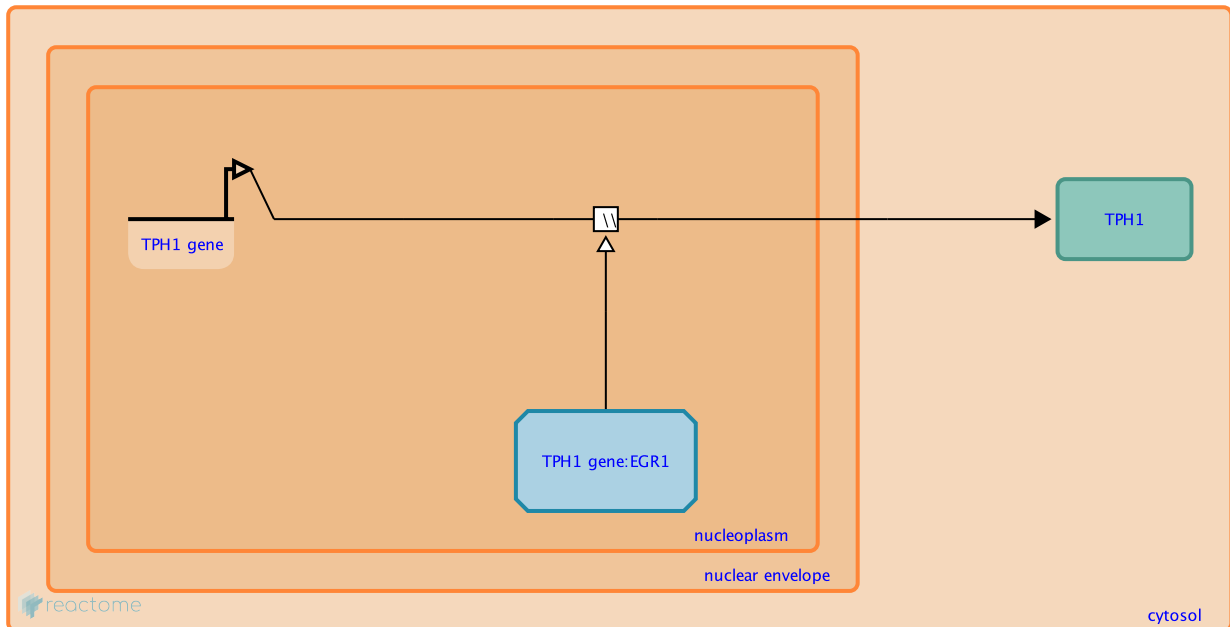 TPH1 gene
\\
TPH1
TPH1 gene:EGR1
nucleoplasm
nuclear envelope
reactome
cytosol